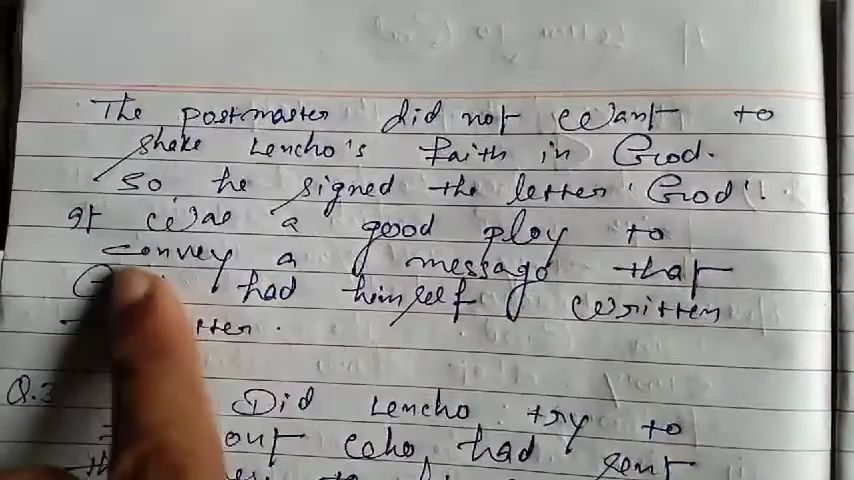 The postmaster did not want to
shake Lencho's Faith in God.
So he signed the letter 'God'.
It was a good ploy to
convey a message that
had himself written
Q.3 Did Lencho try to
out who had sent